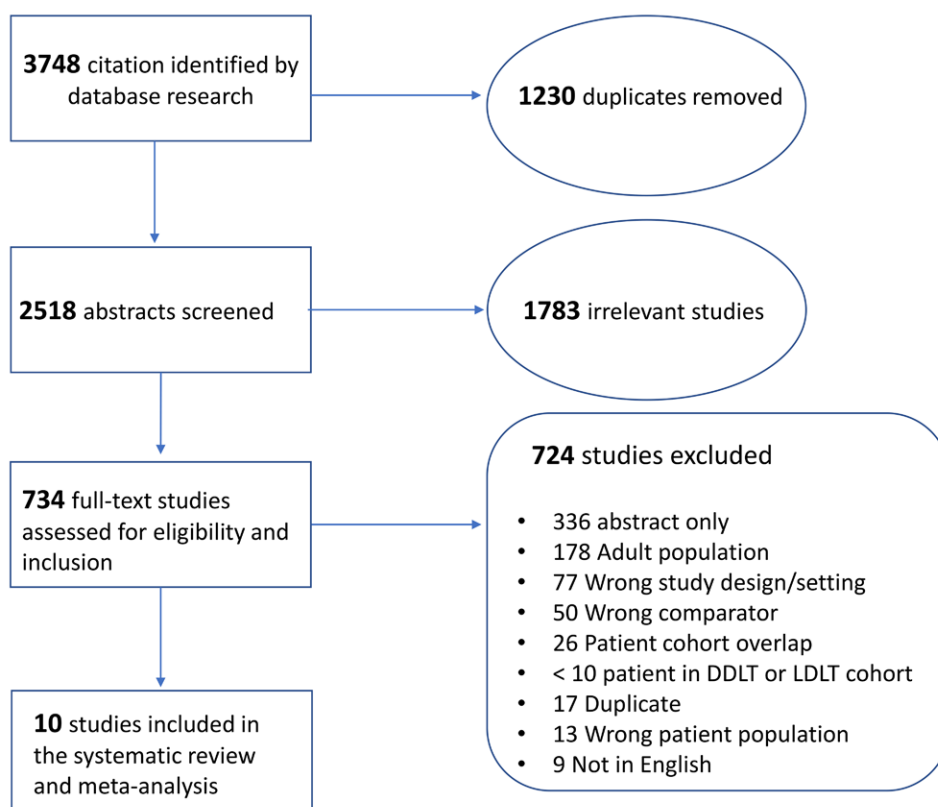 3748 citation identified by
database research
1230 duplicates removed
2518 abstracts screened
1783 irrelevant studies
734 full-text studies
assessed for eligibility and
inclusion
724 studies excluded
• 336 abstract only
• 178 Adult population
• 77 Wrong study design/setting
• 50 Wrong comparator
• 26 Patient cohort overlap
• < 10 patient in DDLT or LDLT cohort
• 17 Duplicate
• 13 Wrong patient population
• 9 Not in English
10 studies included in
the systematic review
and meta-analysis